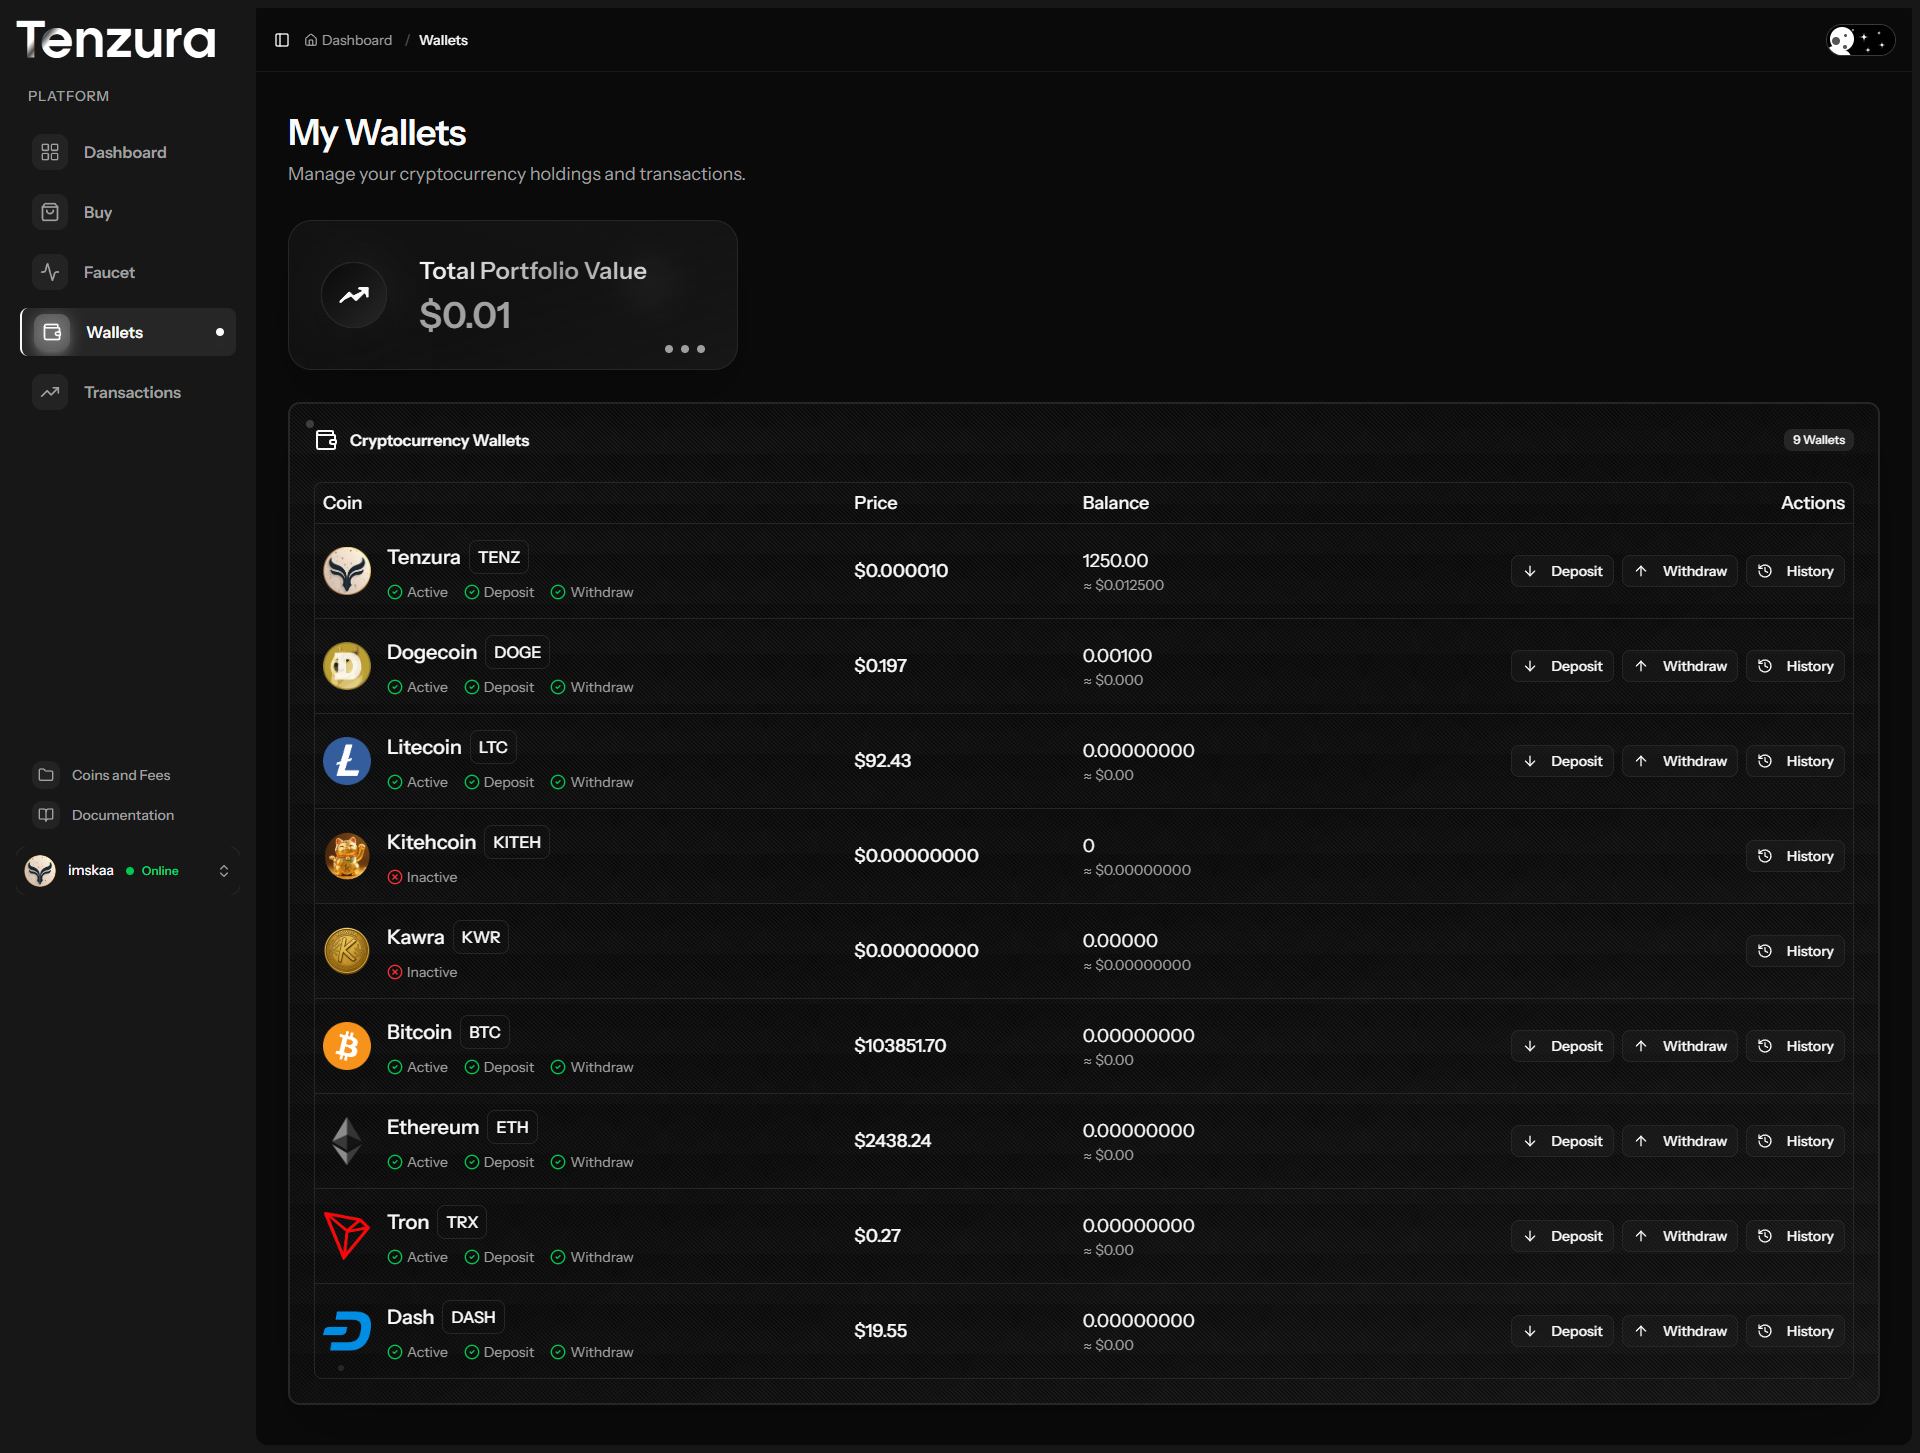 Tenzura
PLATFORM
Dashboard
Buy
Faucet
Wallets
Transactions
Coins and Fees
Documentation
imskaa Online
Dashboard / Wallets
My Wallets
Manage your cryptocurrency holdings and transactions.
Total Portfolio Value
$0.01
Cryptocurrency Wallets
9 Wallets
Coin Price Balance Actions
Tenzura TENZ
Active Deposit Withdraw
$0.000010
1250.00
≈ $0.012500
Deposit Withdraw History
Dogecoin DOGE
Active Deposit Withdraw
$0.197
0.00100
≈ $0.000
Deposit Withdraw History
Litecoin LTC
Active Deposit Withdraw
$92.43
0.00000000
≈ $0.00
Deposit Withdraw History
Kitehcoin KITEH
Inactive
$0.00000000
0
≈ $0.00000000
History
Kawra KWR
Inactive
$0.00000000
0.00000
≈ $0.00000000
History
Bitcoin BTC
Active Deposit Withdraw
$103851.70
0.00000000
≈ $0.00
Deposit Withdraw History
Ethereum ETH
Active Deposit Withdraw
$2438.24
0.00000000
≈ $0.00
Deposit Withdraw History
Tron TRX
Active Deposit Withdraw
$0.27
0.00000000
≈ $0.00
Deposit Withdraw History
Dash DASH
Active Deposit Withdraw
$19.55
0.00000000
≈ $0.00
Deposit Withdraw History